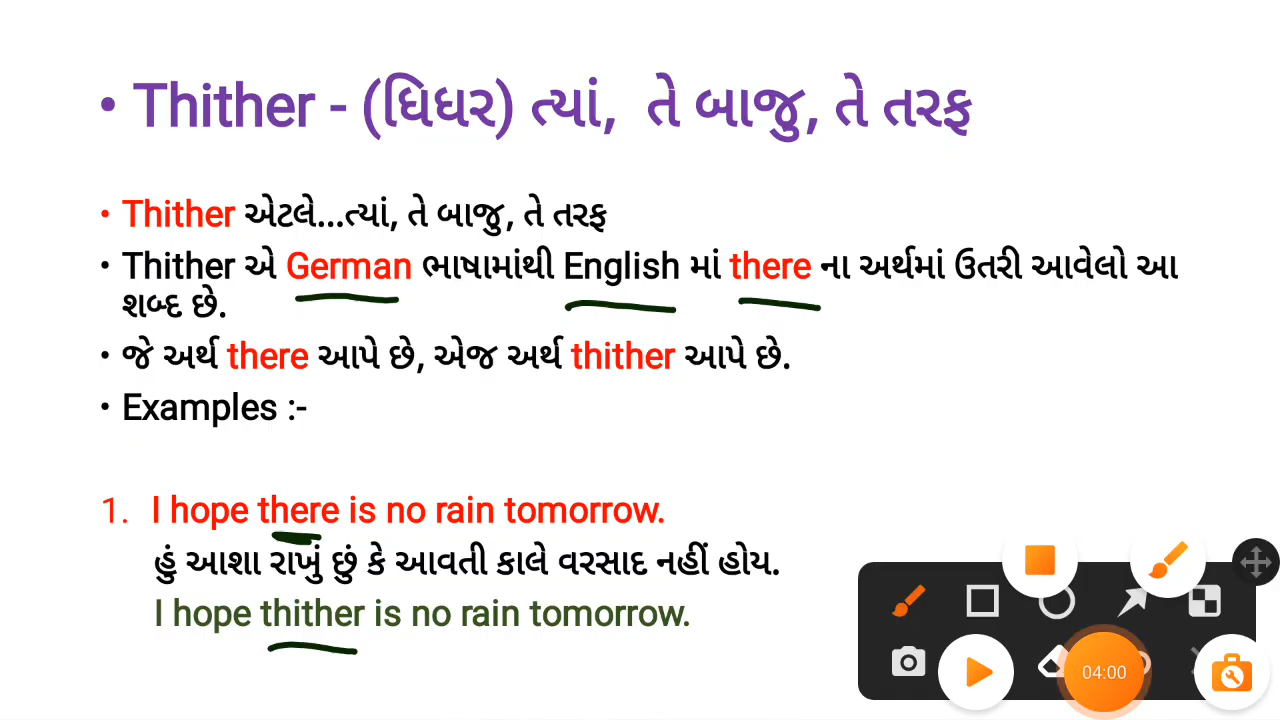 • Thither - (ધિધર) ત્યાં, તે બાજુ, તે તરફ
• Thither એટલે...ત્યાં, તે બાજુ, તે તરફ
• Thither એ German ભાષામાંથી English માં there ના અર્થમાં ઉતરી આવેલો આ
શબ્દ છે.
• જે અર્થ there આપે છે, એજ અર્થ thither આપે છે.
• Examples :-
1. I hope there is no rain tomorrow.
હું આશા રાખું છું કે આવતી કાલે વરસાદ નહીં હોય.
I hope thither is no rain tomorrow.
04:00